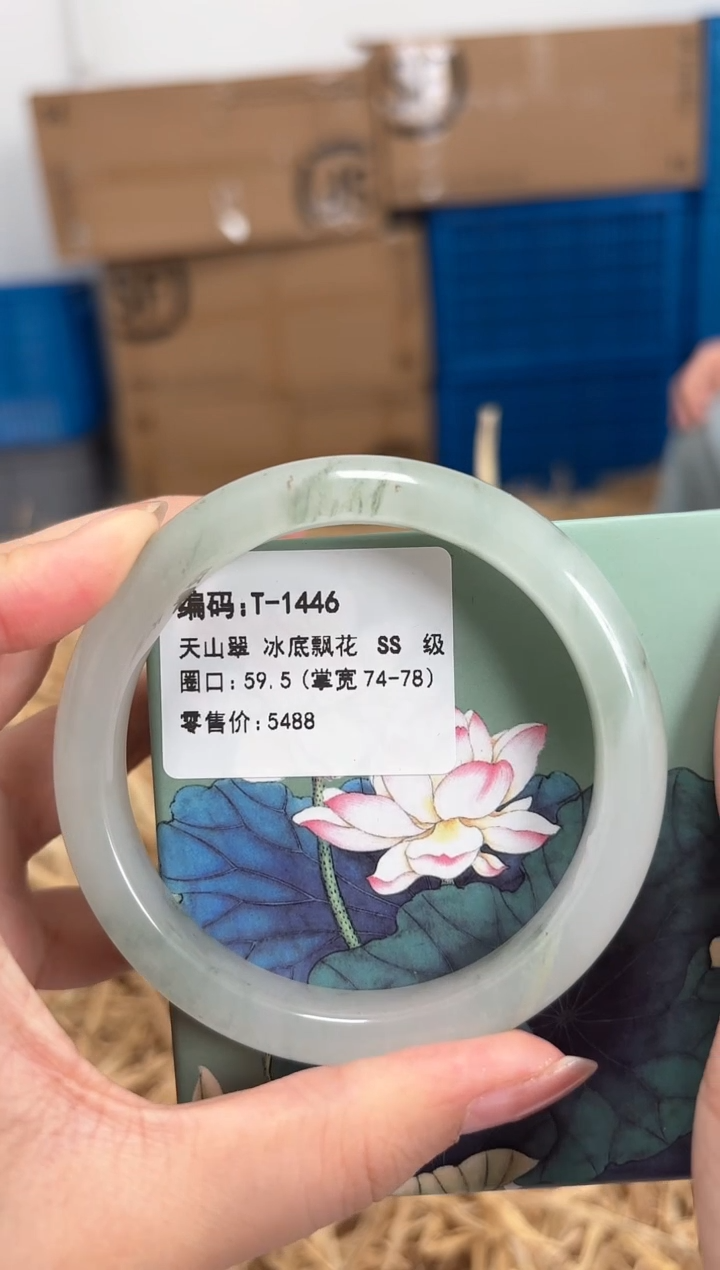 编码:T-1446
天山翠 冰底飘花 SS 级
圈口:59.5(掌宽74-78)
零售价:5488